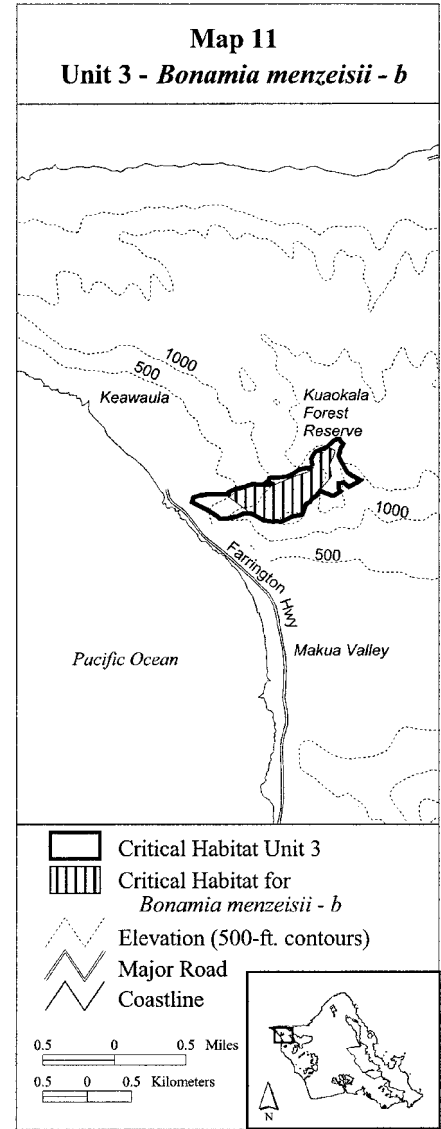 Map 11
Unit 3 - Bonamia menzeisii - b
1000
500
Keawaula
Kuaokala
Forest
Reserve
1000
500
Farrington
Hwy
Makua Valley
Pacific Ocean
Critical Habitat Unit 3
Critical Habitat for
Bonamia menzeisii - b
Elevation (500-ft. contours)
Major Road
Coastline
0.5 0 0.5 Miles
0.5 0 0.5 Kilometers
N